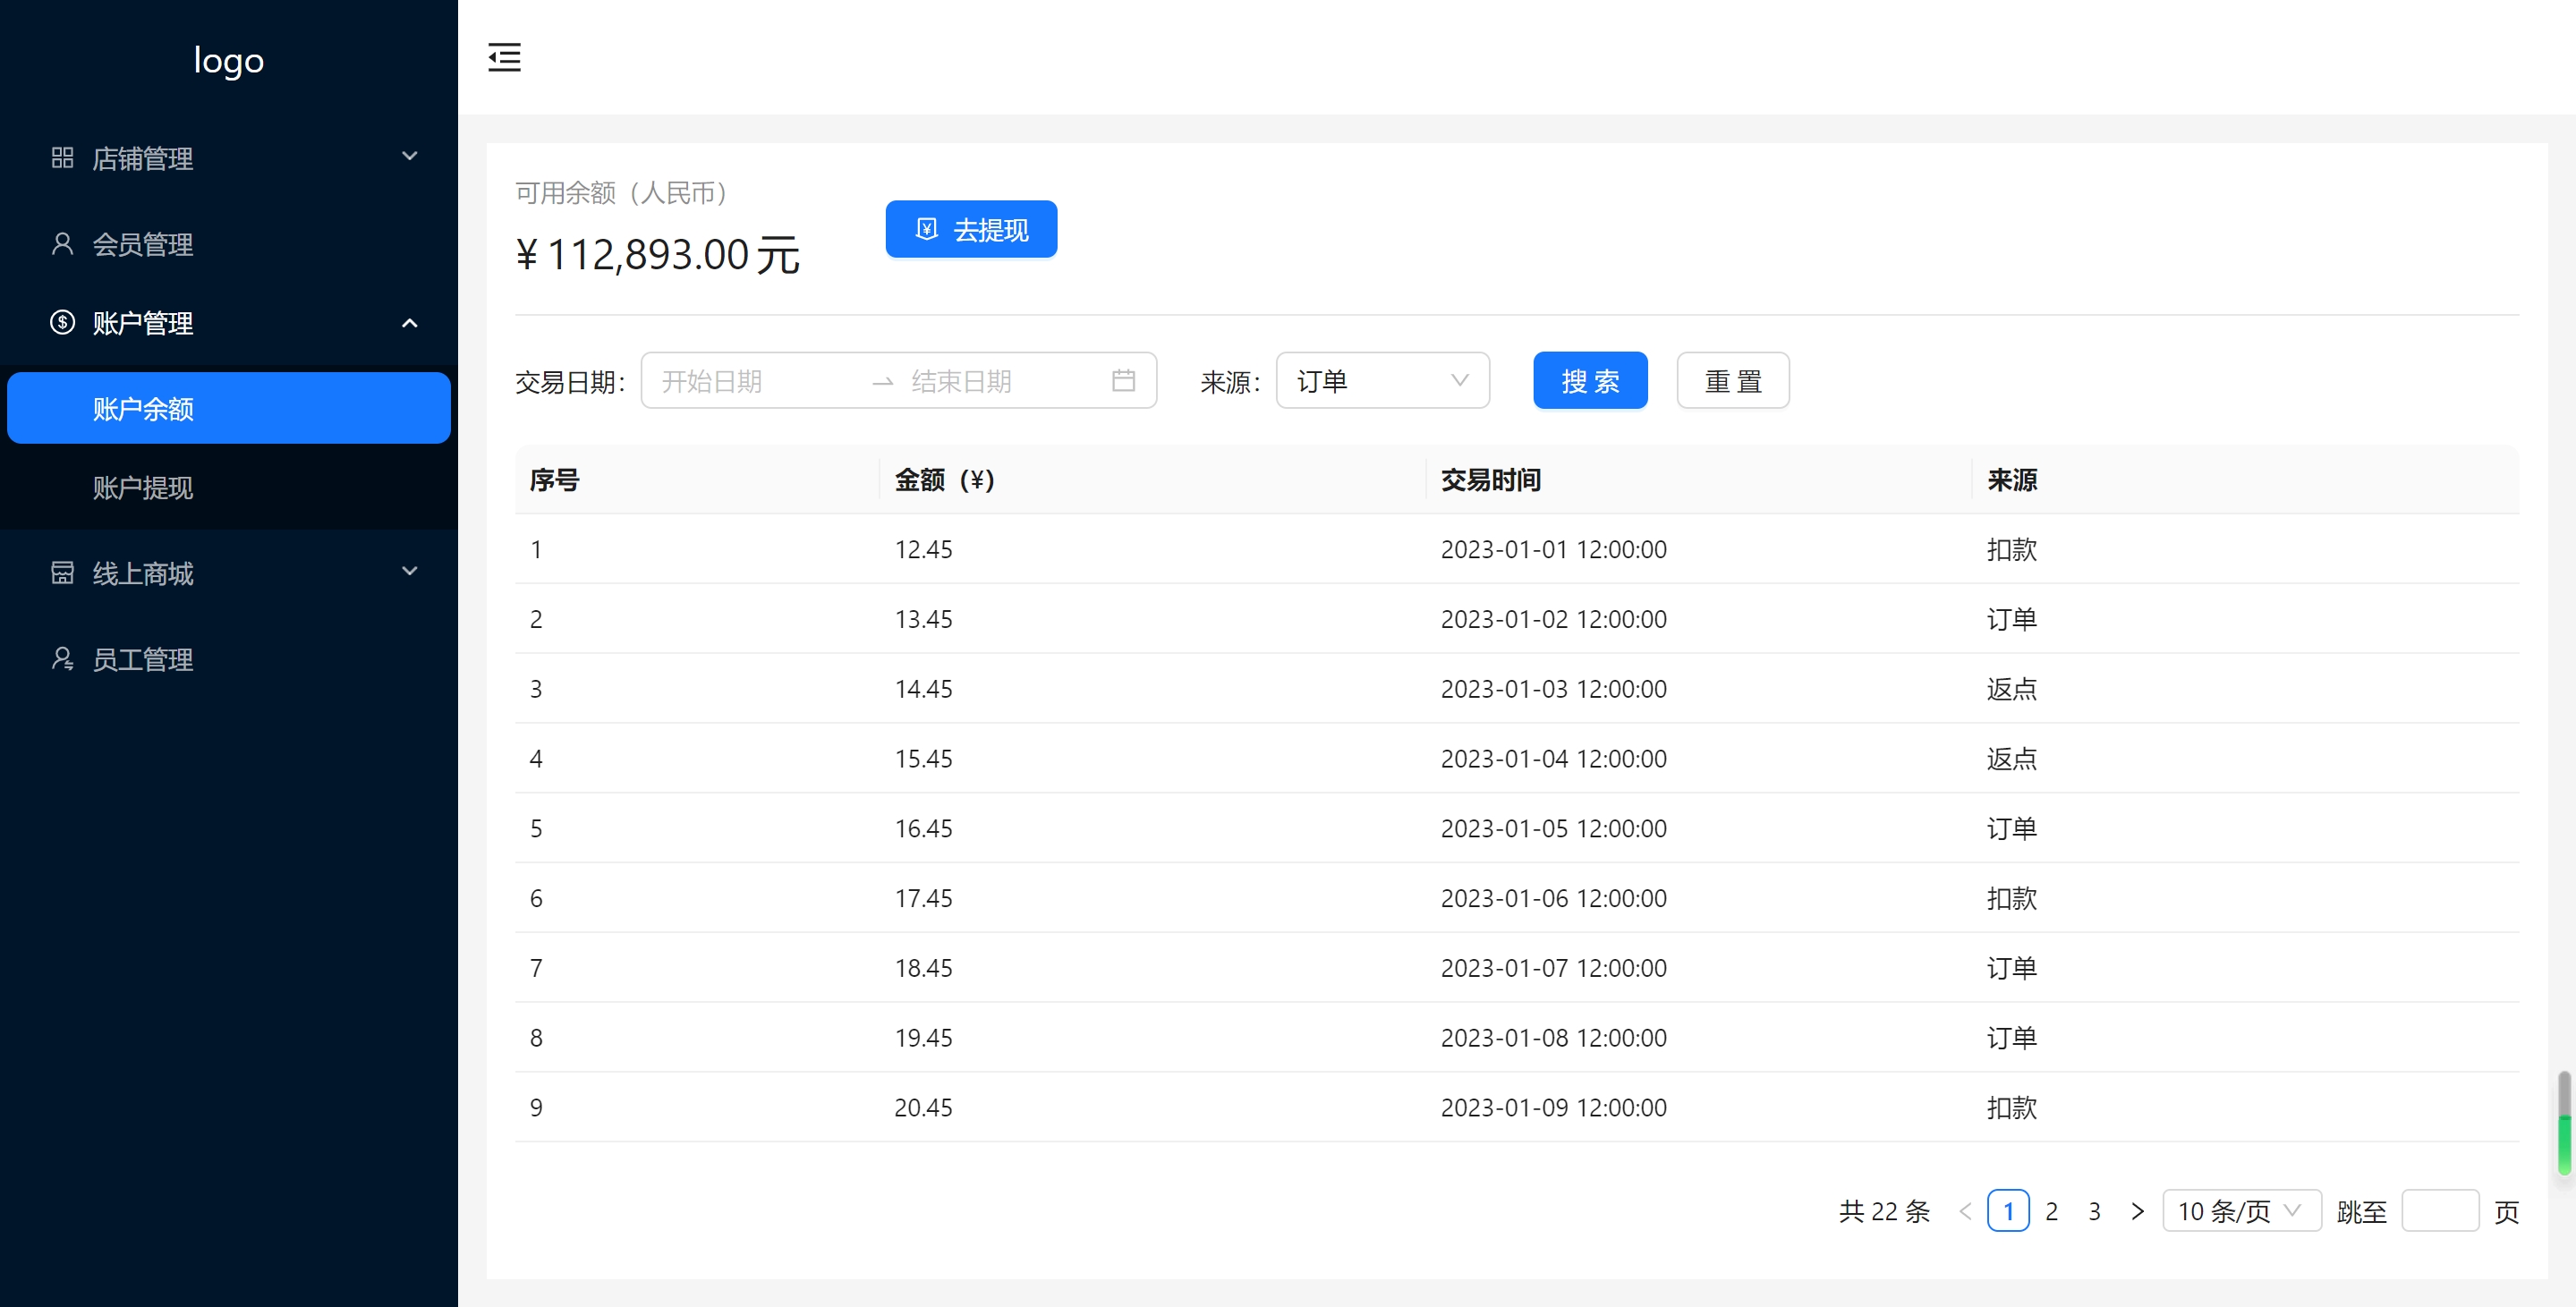 logo
店铺管理
会员管理
账户管理
账户余额
账户提现
线上商城
员工管理
可用余额（人民币）
¥ 112,893.00 元
去提现
交易日期： 开始日期 结束日期 来源： 订单 搜 索 重 置
序号 金额（¥） 交易时间 来源
1 12.45 2023-01-01 12:00:00 扣款
2 13.45 2023-01-02 12:00:00 订单
3 14.45 2023-01-03 12:00:00 返点
4 15.45 2023-01-04 12:00:00 返点
5 16.45 2023-01-05 12:00:00 订单
6 17.45 2023-01-06 12:00:00 扣款
7 18.45 2023-01-07 12:00:00 订单
8 19.45 2023-01-08 12:00:00 订单
9 20.45 2023-01-09 12:00:00 扣款
共 22 条 < 1 2 3 > 10 条/页 跳至 页